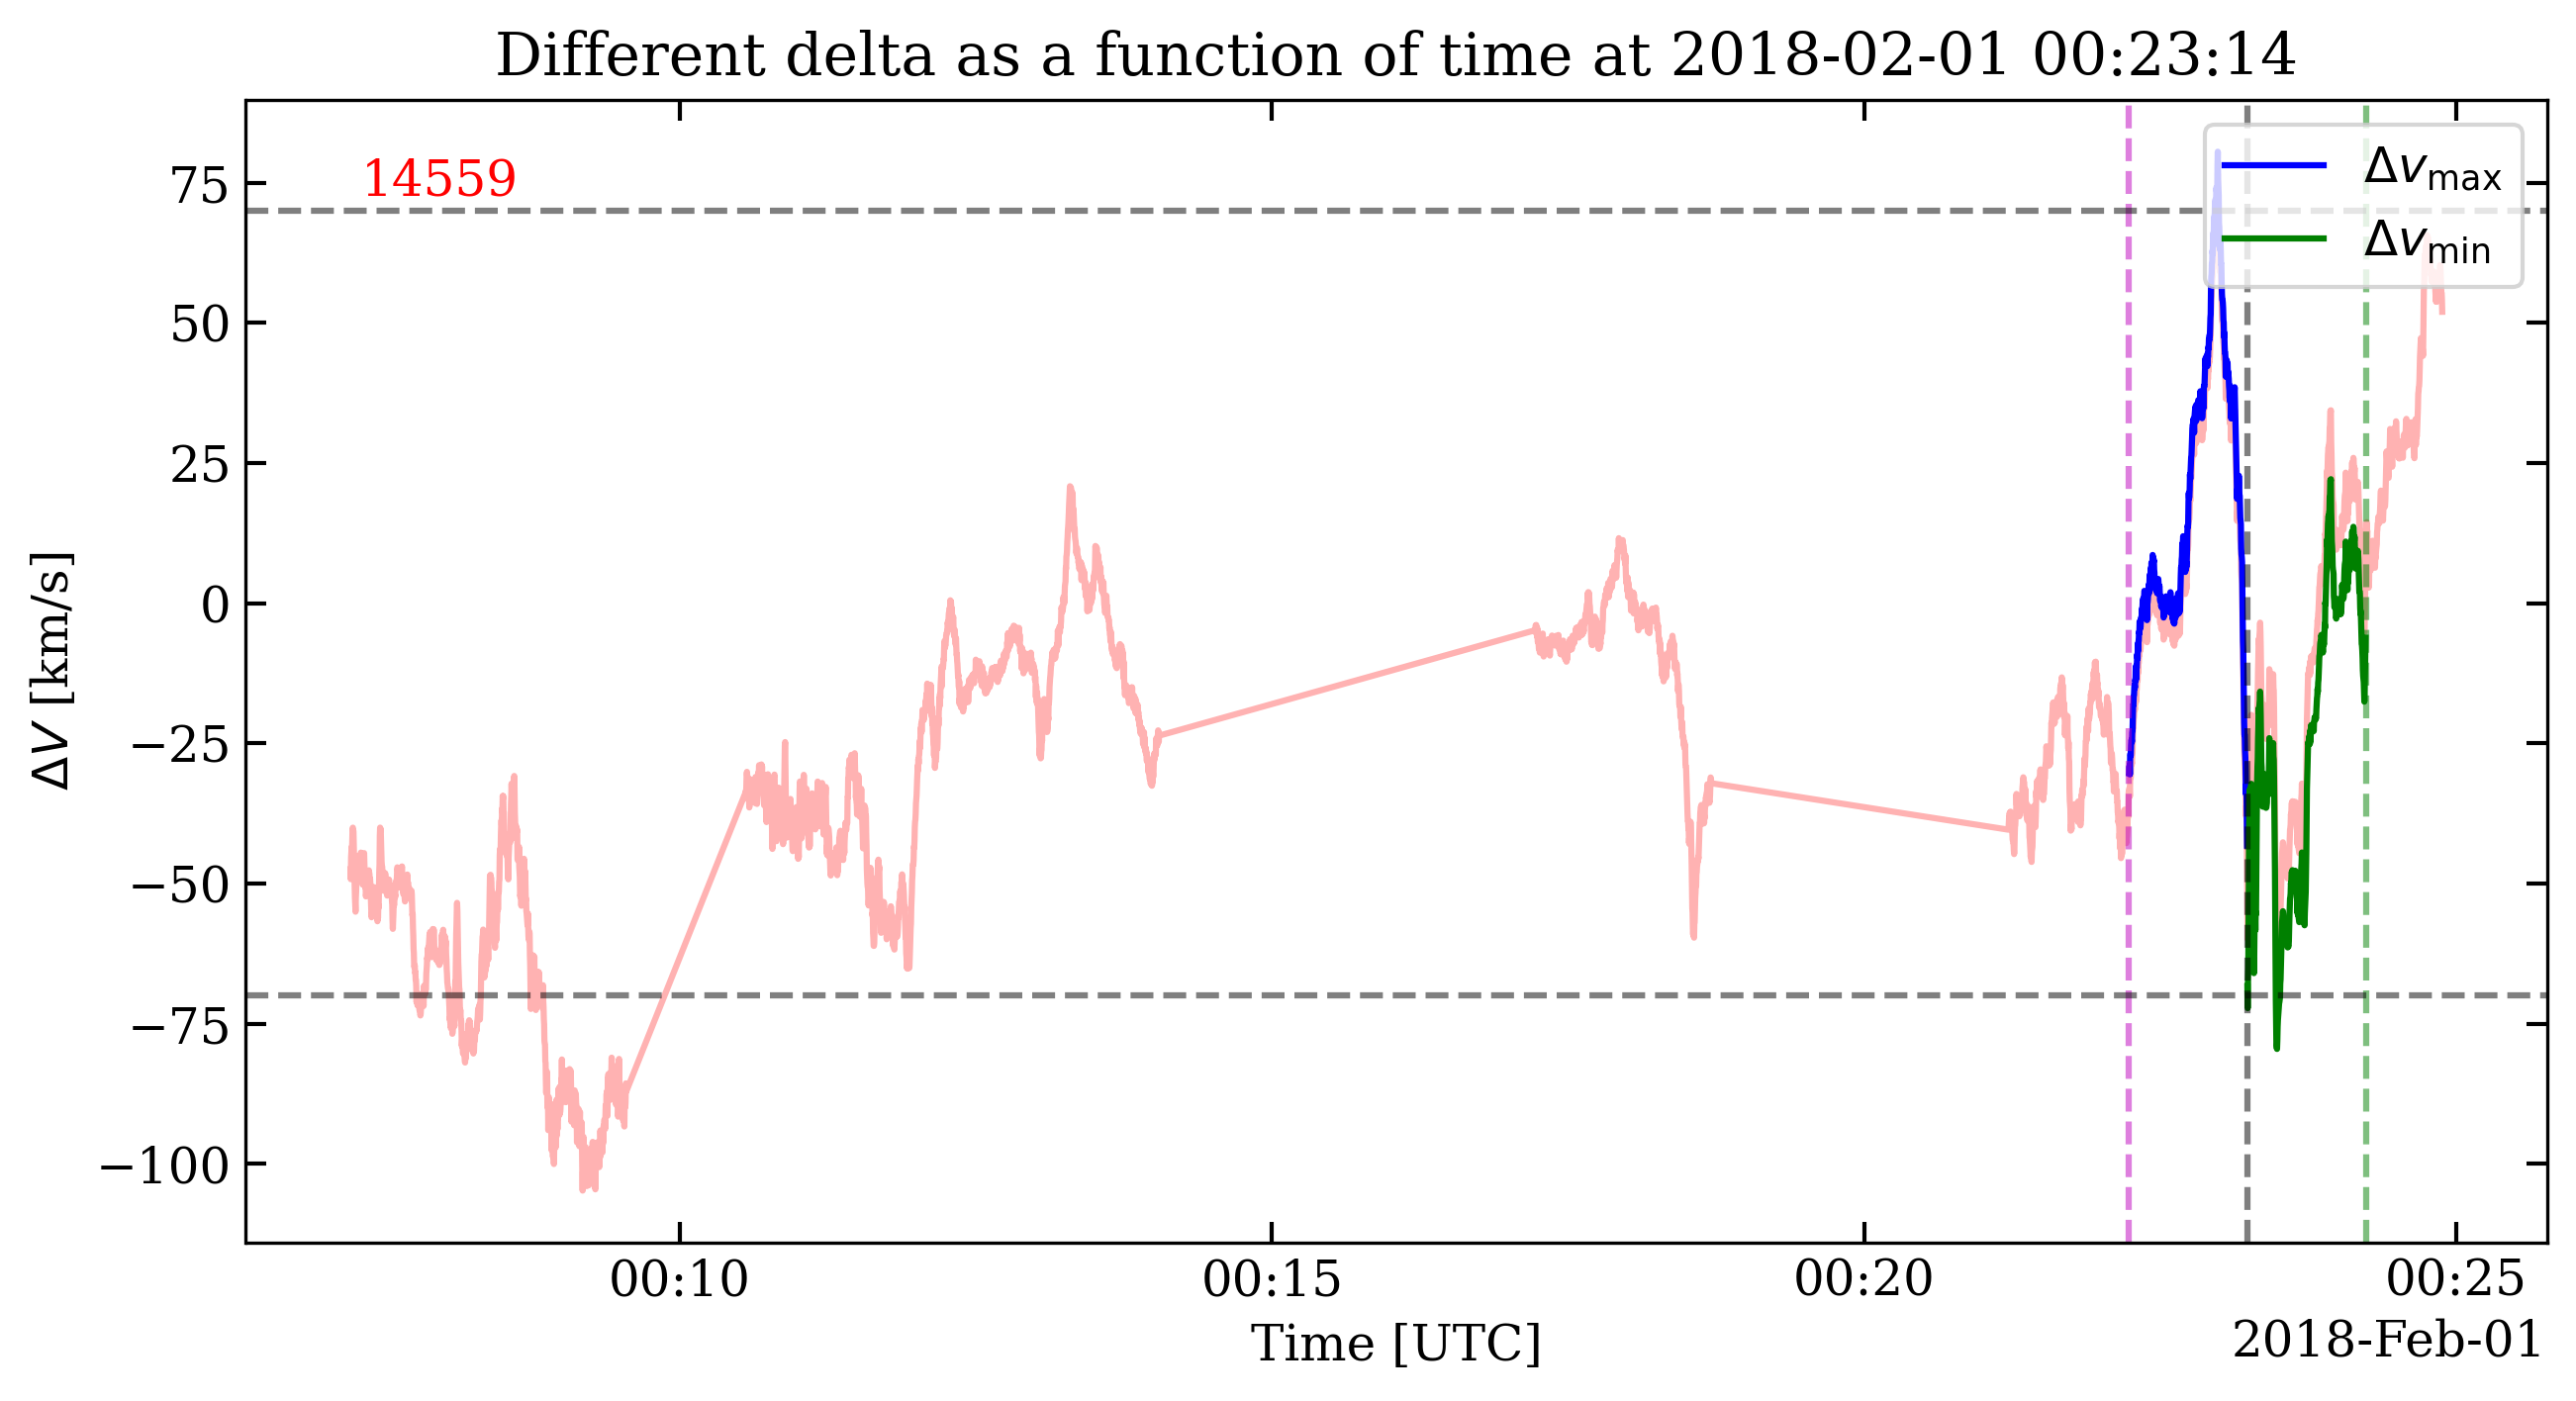 Different delta as a function of time at 2018-02-01 00:23:14
14559
Δv_max
Δv_min
75
50
25
0
−25
−50
−75
−100
ΔV [km/s]
00:10 00:15 00:20 00:25
Time [UTC]
2018-Feb-01